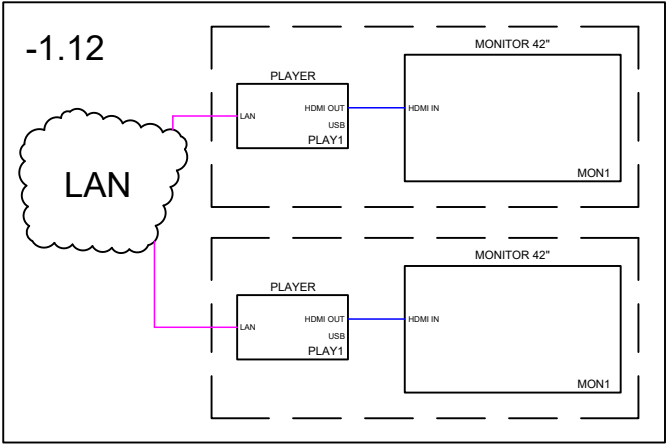 -1.12
LAN
MONITOR 42"
PLAYER
LAN
HDMI OUT
USB
PLAY1
HDMI IN
MON1
MONITOR 42"
PLAYER
LAN
HDMI OUT
USB
PLAY1
HDMI IN
MON1